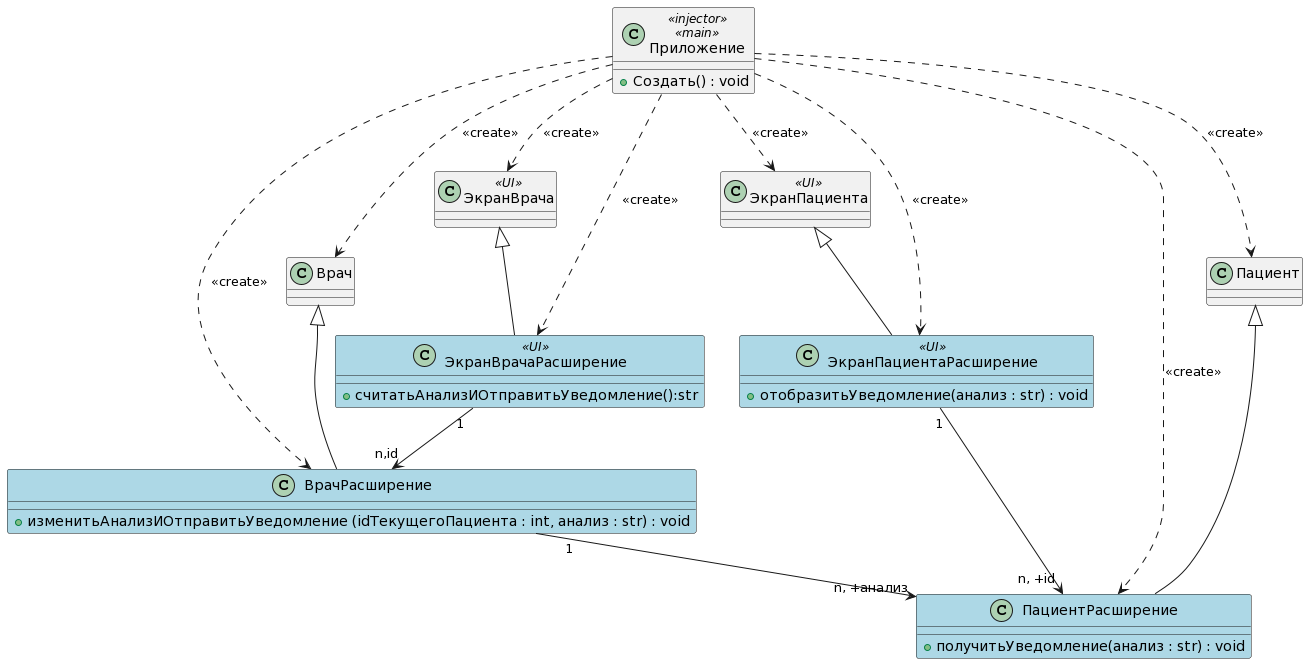 «injector»
«main»
C Приложение
Создать() : void
«create»
«create»
«create»
C «UI»
ЭкранВрача
C «UI»
ЭкранПациента
«create»
«create»
C Врач
C Пациент
«create»
C «UI»
ЭкранВрачаРасширение
считатьАнализИОтправитьУведомление():str
C «UI»
ЭкранПациентаРасширение
отобразитьУведомление(анализ : str) : void
«create»
1
n,id
1
C ВрачРасширение
изменитьАнализИОтправитьУведомление (idТекущегоПациента : int, анализ : str) : void
1
n, +анализ
n, +id
C ПациентРасширение
получитьУведомление(анализ : str) : void
«create»